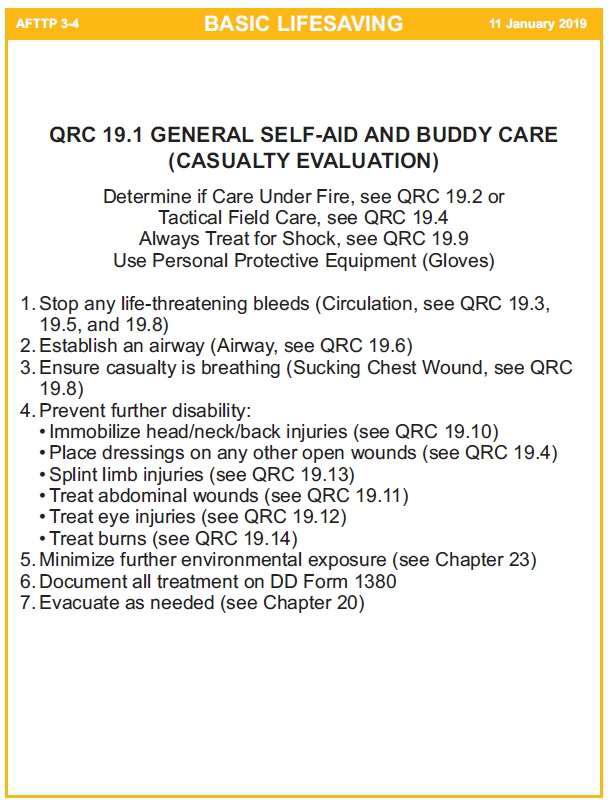 AFTTP 3-4 BASIC LIFESAVING 11 January 2019
QRC 19.1 GENERAL SELF-AID AND BUDDY CARE
(CASUALTY EVALUATION)
Determine if Care Under Fire, see QRC 19.2 or
Tactical Field Care, see QRC 19.4
Always Treat for Shock, see QRC 19.9
Use Personal Protective Equipment (Gloves)
1. Stop any life-threatening bleeds (Circulation, see QRC 19.3,
19.5, and 19.8)
2. Establish an airway (Airway, see QRC 19.6)
3. Ensure casualty is breathing (Sucking Chest Wound, see QRC
19.8)
4. Prevent further disability:
• Immobilize head/neck/back injuries (see QRC 19.10)
• Place dressings on any other open wounds (see QRC 19.4)
• Splint limb injuries (see QRC 19.13)
• Treat abdominal wounds (see QRC 19.11)
• Treat eye injuries (see QRC 19.12)
• Treat burns (see QRC 19.14)
5. Minimize further environmental exposure (see Chapter 23)
6. Document all treatment on DD Form 1380
7. Evacuate as needed (see Chapter 20)